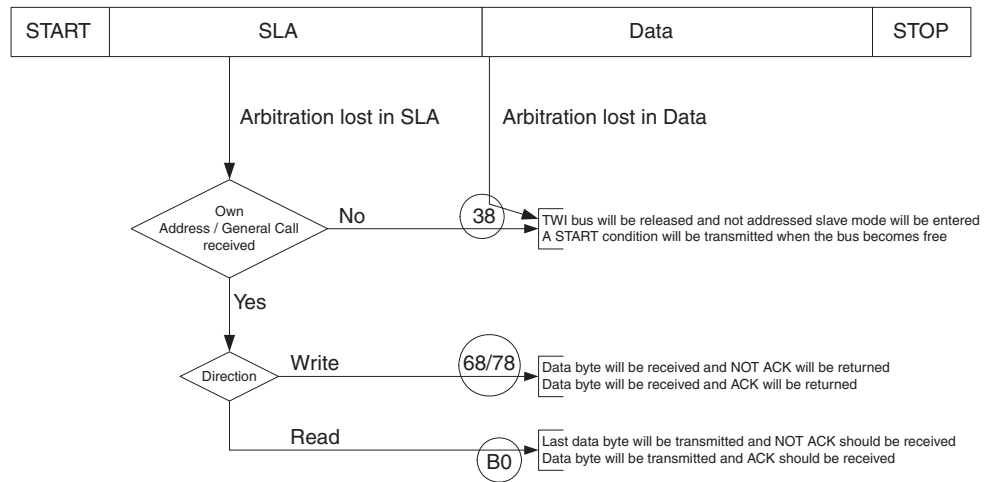 START SLA Data STOP
Arbitration lost in SLA Arbitration lost in Data
Own
Address / General Call
received
No
38
TWI bus will be released and not addressed slave mode will be entered
A START condition will be transmitted when the bus becomes free
Yes
Direction
Write
68/78
Data byte will be received and NOT ACK will be returned
Data byte will be received and ACK will be returned
Read
B0
Last data byte will be transmitted and NOT ACK should be received
Data byte will be transmitted and ACK should be received